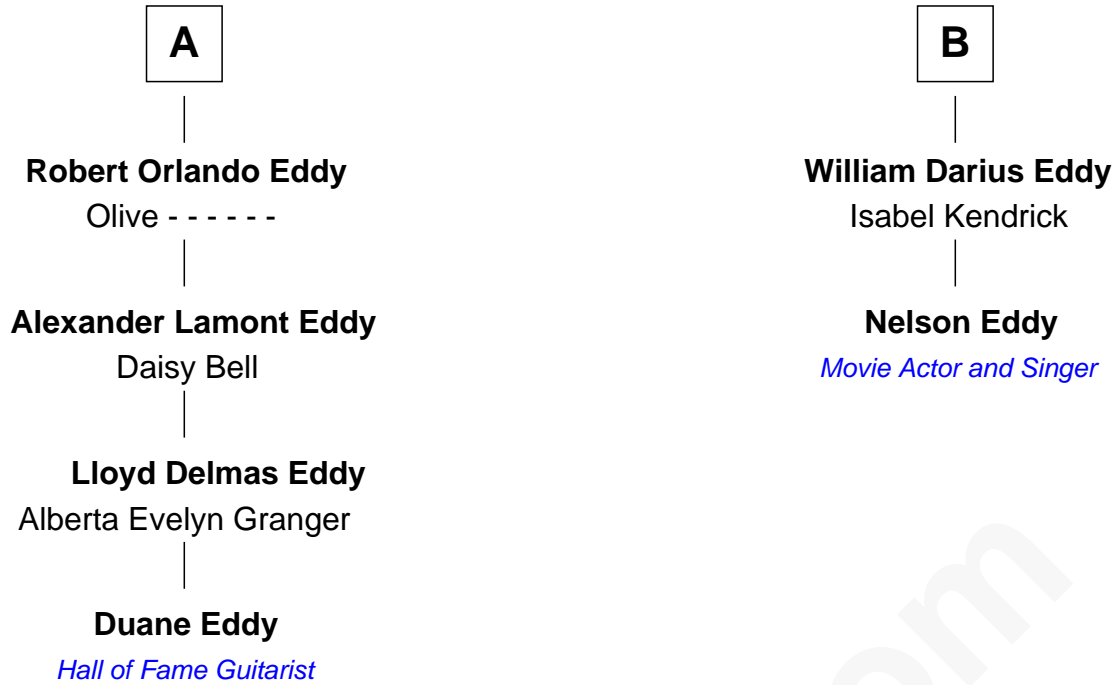 A
Robert Orlando Eddy
Olive - - - - - -
Alexander Lamont Eddy
Daisy Bell
Lloyd Delmas Eddy
Alberta Evelyn Granger
Duane Eddy
Hall of Fame Guitarist
B
William Darius Eddy
Isabel Kendrick
Nelson Eddy
Movie Actor and Singer
om